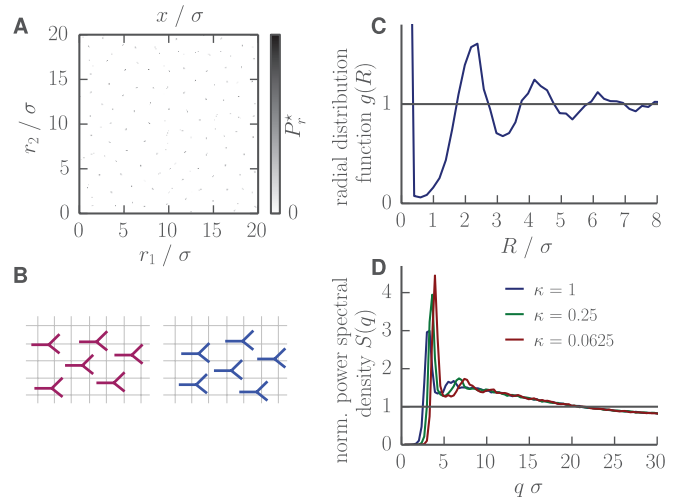 A
x / σ
20
15
10
5
0
r2 / σ
0
5
10
15
20
r1 / σ
P*r
0
B
C
radial distribution
function g(R)
1
0
1
2
3
4
5
6
7
8
R / σ
D
norm. power spectral
density S(q)
4
3
2
1
0
κ = 1
κ = 0.25
κ = 0.0625
0
5
10
15
20
25
30
q σ